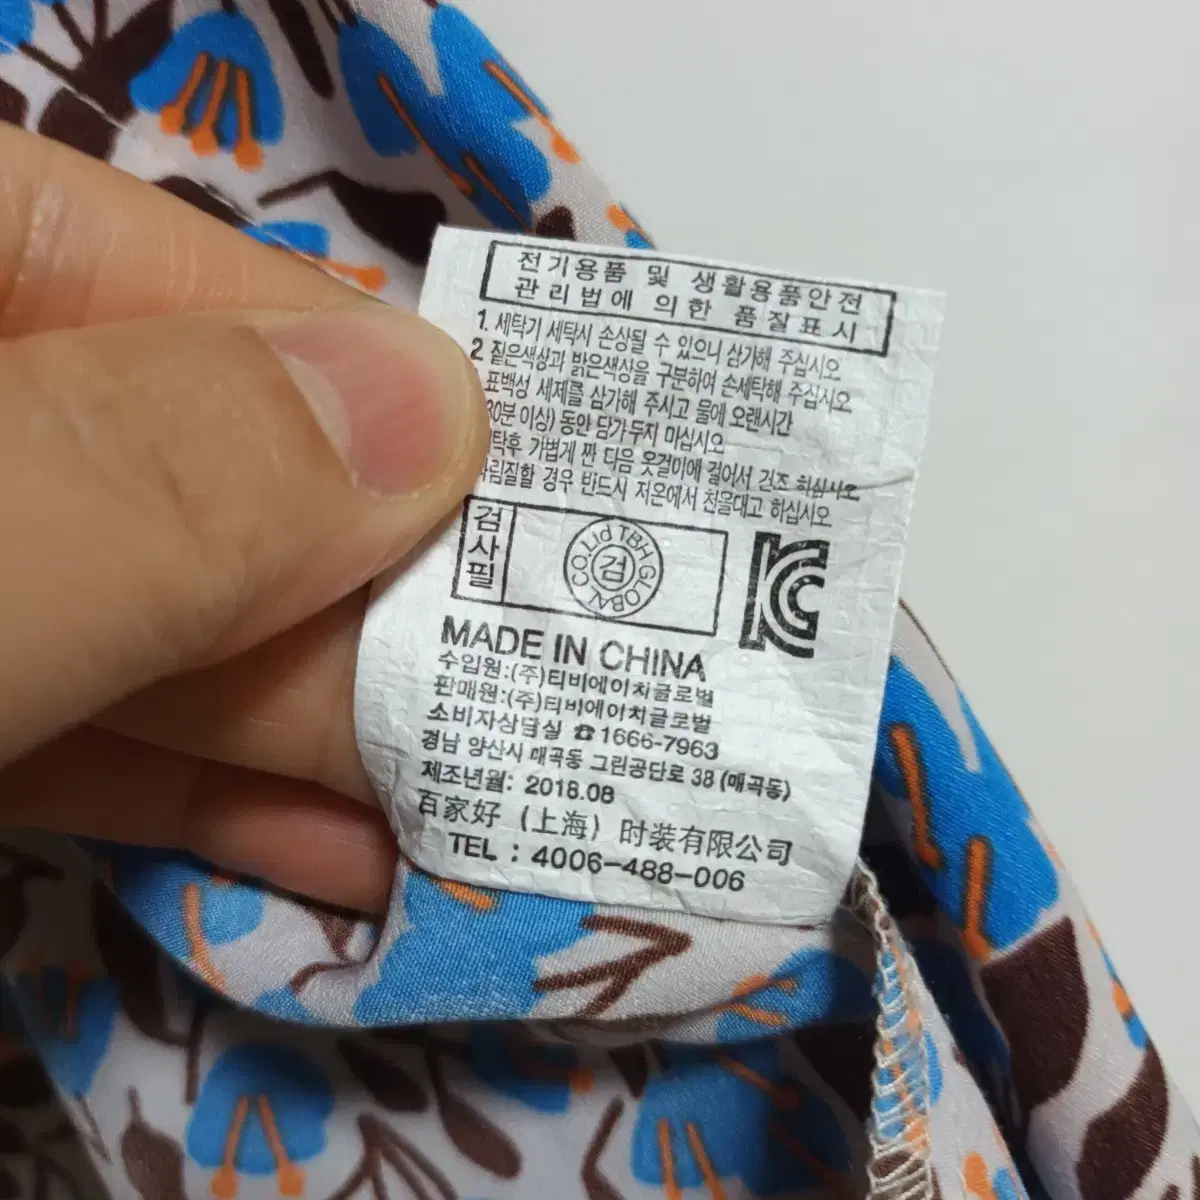 전기용품 및 생활용품안전
관리법에 의한 품질표시
1. 세탁기 세탁시 손상될 수 있으니 삼가해 주십시오
2 짙은색상과 밝은색상을 구분하여 손세탁해 주십시오
표백성 세제를 삼가해 주시고 물에 오랜시간
30분 이상) 동안 담가두지 마십시오
탁후 가볍게 짠 다음 옷걸이에 걸어서 건조 하십시오
림질할 경우 반드시 저온에서 천을대고 하십시오
검사필
TBH GLOBAL CO.Ltd
검
KC
MADE IN CHINA
수입원:(주)티비에이치글로벌
판매원:(주)티비에이치글로벌
소비자상담실 ☎1666-7963
경남 양산시 매곡동 그린공단로 38 (매곡동)
제조년월: 2018.08
百家好 (上海) 时装有限公司
TEL : 4006-488-006